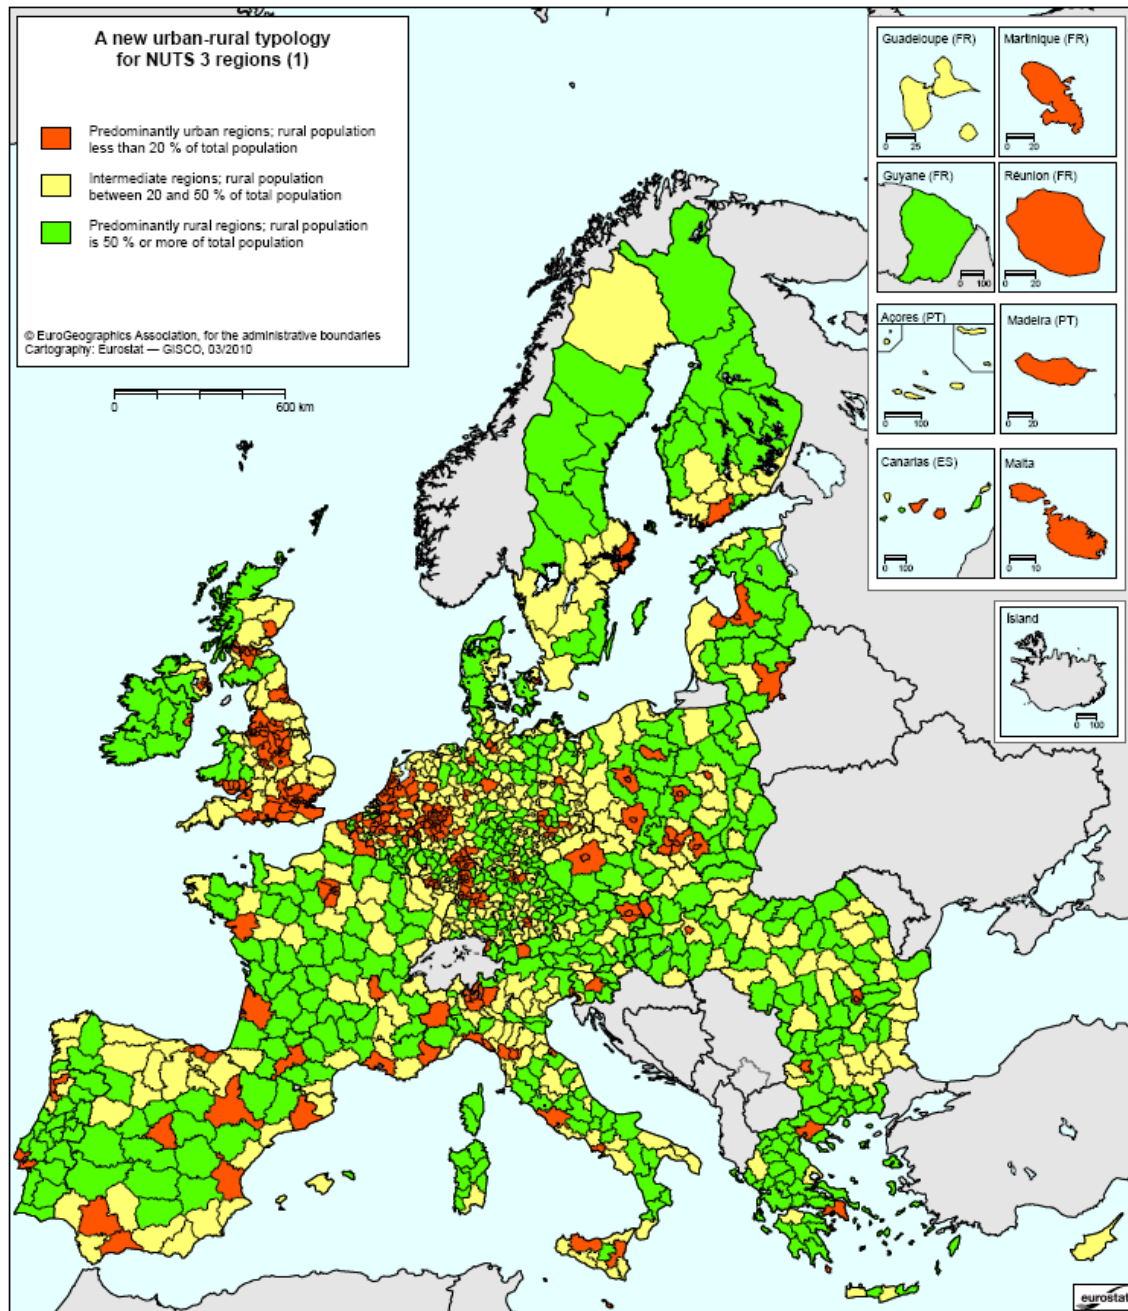 A new urban-rural typology
for NUTS 3 regions (1)
Predominantly urban regions; rural population
less than 20 % of total population
Intermediate regions; rural population
between 20 and 50 % of total population
Predominantly rural regions; rural population
is 50 % or more of total population
© EuroGeographics Association, for the administrative boundaries
Cartography: Eurostat — GISCO, 03/2010
0 600 km
Guadeloupe (FR)
0 25
Martinique (FR)
0 20
Guyane (FR)
0 100
Réunion (FR)
0 20
Açores (PT)
0 100
Madeira (PT)
0 20
Canarias (ES)
0 100
Malta
0 10
Ísland
0 100
eurostat